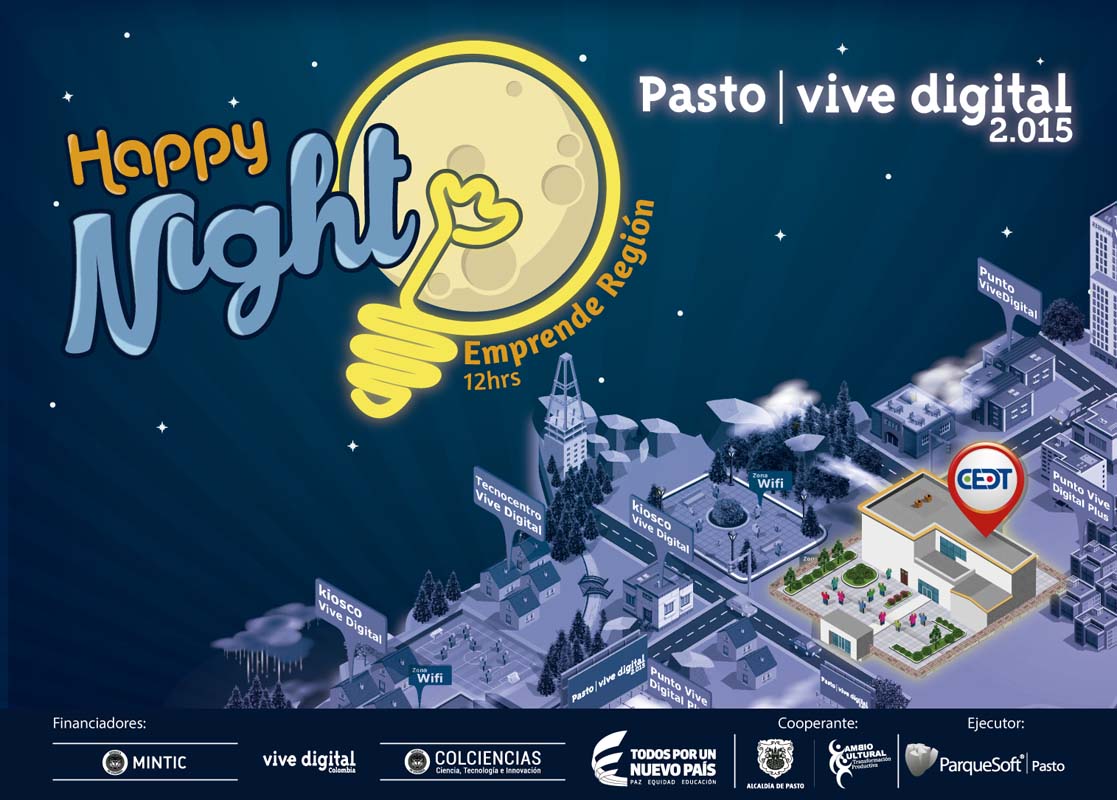 Happy
Night
Emprende Región
12hrs
Pasto | vive digital
2.015
Punto
ViveDigital
CEDT
Punto Vive
Digital Plus
Zona
Wifi
Tecnocentro
Vive Digital
kiosco
Vive Digital
kiosco
Vive Digital
Zona
Wifi
Pasto | vive digital
2.015
Punto Vive
Pasto | vive digital
Financiadores:
MINTIC
vive digital
Colombia
COLCIENCIAS
Ciencia, Tecnología e Innovación
TODOS POR UN
NUEVO PAÍS
PAZ EQUIDAD EDUCACIÓN
Cooperante:
ALCALDÍA DE PASTO
CAMBIO
CULTURAL
Transformación
Productiva
Ejecutor:
ParqueSoft | Pasto